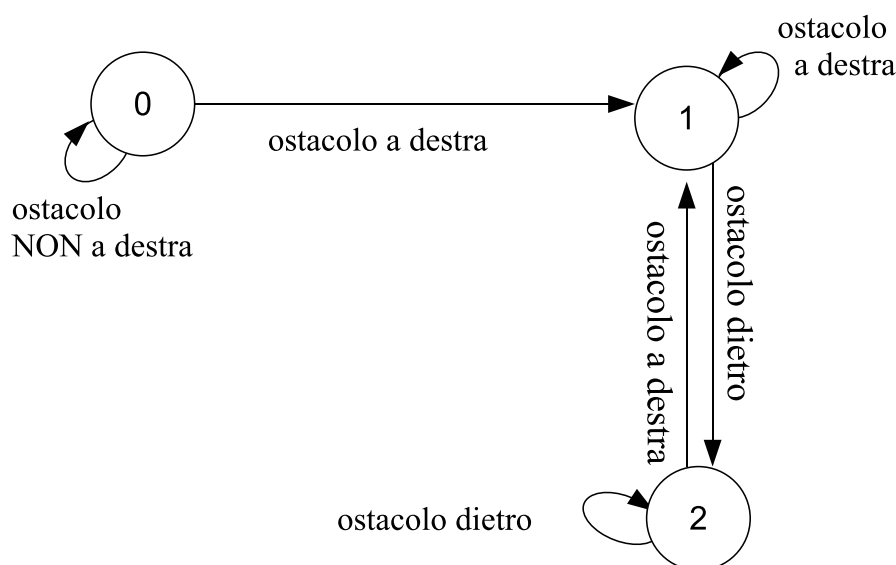 ostacolo
a destra
0
1
ostacolo a destra
ostacolo
NON a destra
ostacolo a destra
ostacolo dietro
ostacolo dietro
2